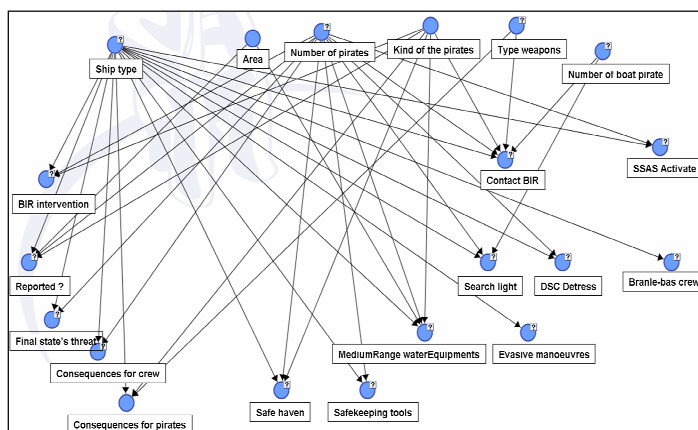 Ship type
Area
Number of pirates
Kind of the pirates
Type weapons
Number of boat pirate
SSAS Activate
Contact BIR
BIR intervention
Reported ?
Search light
DSC Detress
Branle-bas crew
Final state's threat
MediumRange waterEquipments
Evasive manoeuvres
Consequences for crew
Safe haven
Safekeeping tools
Consequences for pirates